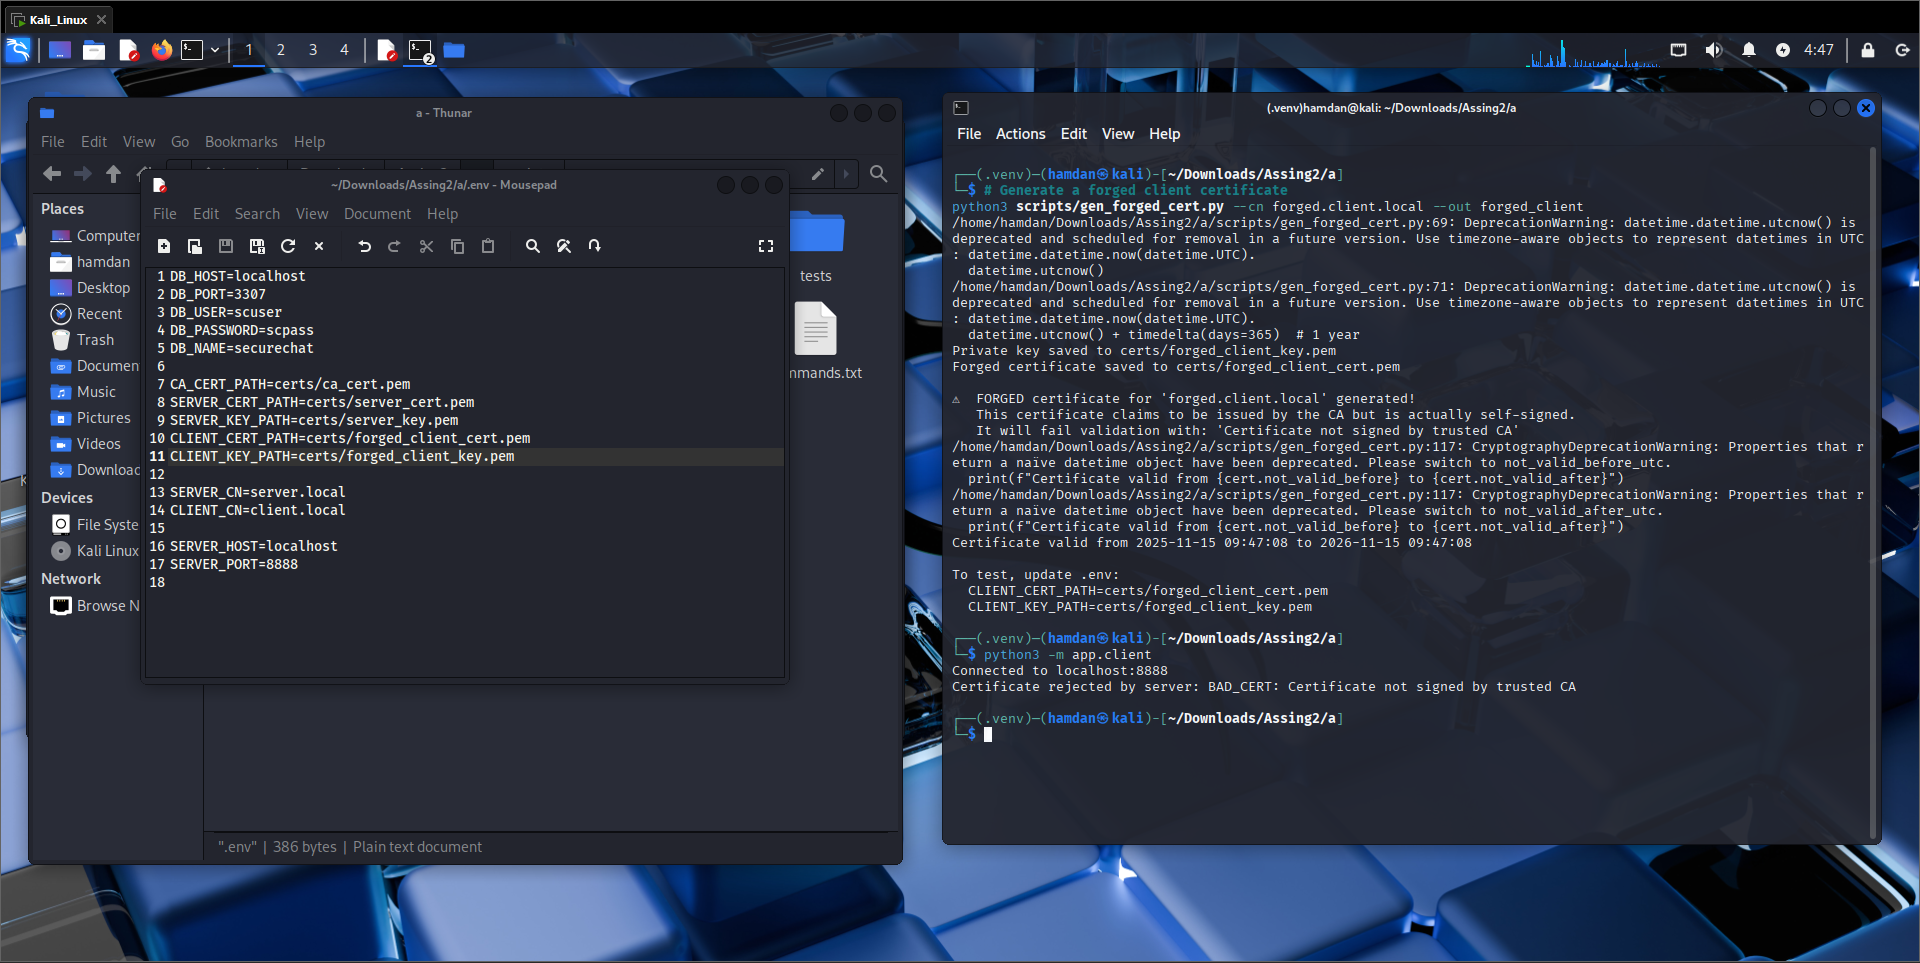 Kali_Linux
1 2 3 4
2
4:47
a - Thunar
File Edit View Go Bookmarks Help
Places
Computer
hamdan
Desktop
Recent
Trash
Documen
Music
Pictures
Videos
Download
Devices
File Syste
Kali Linux
Network
Browse N
tests
mmands.txt
".env" | 386 bytes | Plain text document
~/Downloads/Assing2/a/.env - Mousepad
File Edit Search View Document Help
1 DB_HOST=localhost
2 DB_PORT=3307
3 DB_USER=scuser
4 DB_PASSWORD=scpass
5 DB_NAME=securechat
6
7 CA_CERT_PATH=certs/ca_cert.pem
8 SERVER_CERT_PATH=certs/server_cert.pem
9 SERVER_KEY_PATH=certs/server_key.pem
10 CLIENT_CERT_PATH=certs/forged_client_cert.pem
11 CLIENT_KEY_PATH=certs/forged_client_key.pem
12
13 SERVER_CN=server.local
14 CLIENT_CN=client.local
15
16 SERVER_HOST=localhost
17 SERVER_PORT=8888
18
(.venv)hamdan@kali: ~/Downloads/Assing2/a
File Actions Edit View Help
┌──(.venv)─(hamdan㉿kali)-[~/Downloads/Assing2/a]
└─$ # Generate a forged client certificate
python3 scripts/gen_forged_cert.py --cn forged.client.local --out forged_client
/home/hamdan/Downloads/Assing2/a/scripts/gen_forged_cert.py:69: DeprecationWarning: datetime.datetime.utcnow() is
deprecated and scheduled for removal in a future version. Use timezone-aware objects to represent datetimes in UTC
: datetime.datetime.now(datetime.UTC).
datetime.utcnow()
/home/hamdan/Downloads/Assing2/a/scripts/gen_forged_cert.py:71: DeprecationWarning: datetime.datetime.utcnow() is
deprecated and scheduled for removal in a future version. Use timezone-aware objects to represent datetimes in UTC
: datetime.datetime.now(datetime.UTC).
datetime.utcnow() + timedelta(days=365)  # 1 year
Private key saved to certs/forged_client_key.pem
Forged certificate saved to certs/forged_client_cert.pem
⚠ FORGED certificate for 'forged.client.local' generated!
This certificate claims to be issued by the CA but is actually self-signed.
It will fail validation with: 'Certificate not signed by trusted CA'
/home/hamdan/Downloads/Assing2/a/scripts/gen_forged_cert.py:117: CryptographyDeprecationWarning: Properties that r
eturn a naïve datetime object have been deprecated. Please switch to not_valid_before_utc.
print(f"Certificate valid from {cert.not_valid_before} to {cert.not_valid_after}")
/home/hamdan/Downloads/Assing2/a/scripts/gen_forged_cert.py:117: CryptographyDeprecationWarning: Properties that r
eturn a naïve datetime object have been deprecated. Please switch to not_valid_after_utc.
print(f"Certificate valid from {cert.not_valid_before} to {cert.not_valid_after}")
Certificate valid from 2025-11-15 09:47:08 to 2026-11-15 09:47:08
To test, update .env:
CLIENT_CERT_PATH=certs/forged_client_cert.pem
CLIENT_KEY_PATH=certs/forged_client_key.pem
┌──(.venv)─(hamdan㉿kali)-[~/Downloads/Assing2/a]
└─$ python3 -m app.client
Connected to localhost:8888
Certificate rejected by server: BAD_CERT: Certificate not signed by trusted CA
┌──(.venv)─(hamdan㉿kali)-[~/Downloads/Assing2/a]
└─$